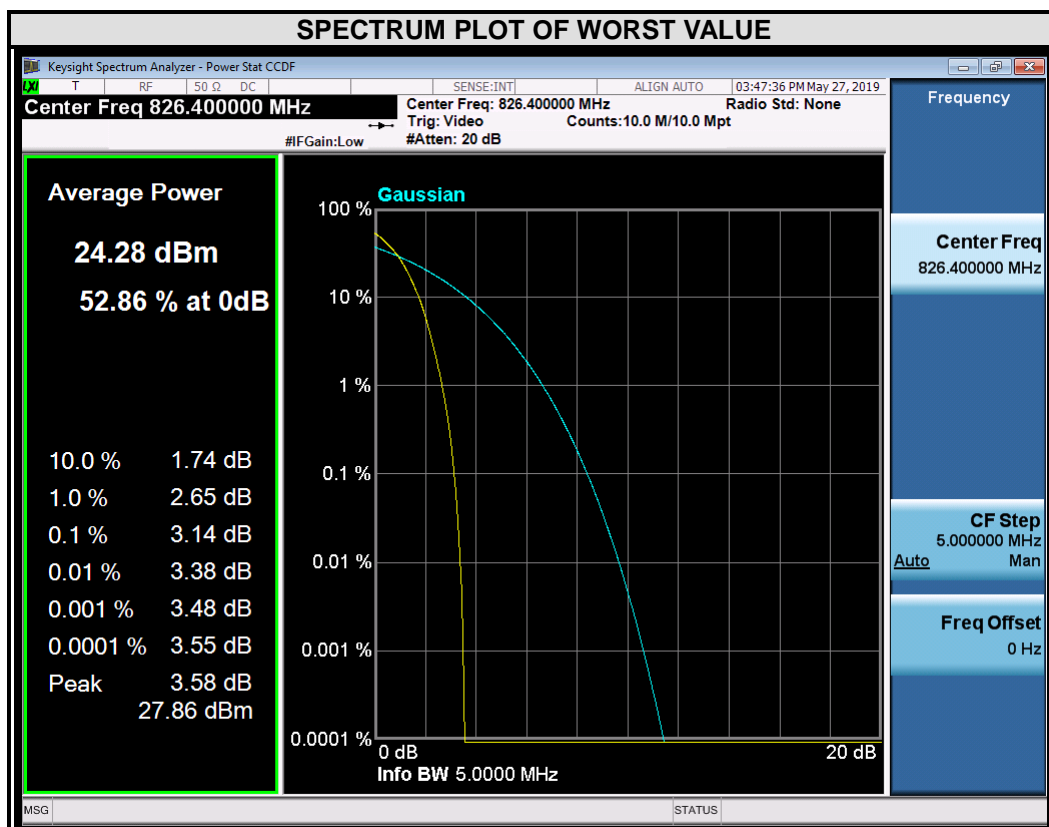 SPECTRUM PLOT OF WORST VALUE
Keysight Spectrum Analyzer - Power Stat CCDF
LXI T RF 50 Ω DC SENSE:INT ALIGN AUTO 03:47:36 PM May 27, 2019
Center Freq 826.400000 MHz
Center Freq: 826.400000 MHz Radio Std: None
Trig: Video Counts:10.0 M/10.0 Mpt
#IFGain:Low #Atten: 20 dB
Average Power
24.28 dBm
52.86 % at 0dB
10.0 % 1.74 dB
1.0 % 2.65 dB
0.1 % 3.14 dB
0.01 % 3.38 dB
0.001 % 3.48 dB
0.0001 % 3.55 dB
Peak 3.58 dB
27.86 dBm
Gaussian
100 %
10 %
1 %
0.1 %
0.01 %
0.001 %
0.0001 %
0 dB 20 dB
Info BW 5.0000 MHz
Frequency
Center Freq
826.400000 MHz
CF Step
5.000000 MHz
Auto Man
Freq Offset
0 Hz
MSG STATUS